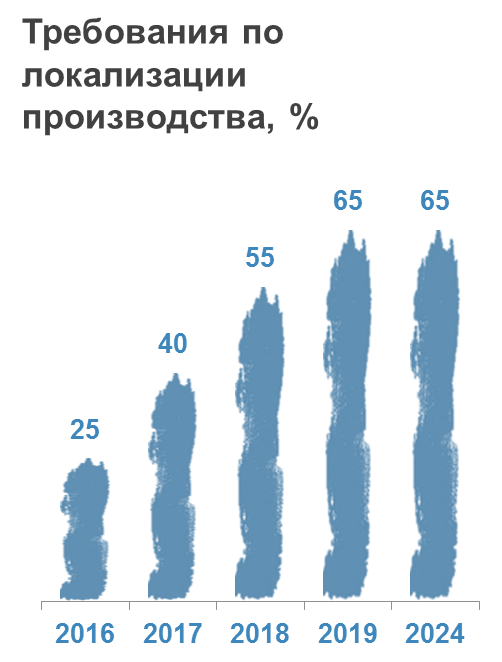 Требования по
локализации
производства, %
65 65
55
40
25
2016 2017 2018 2019 2024